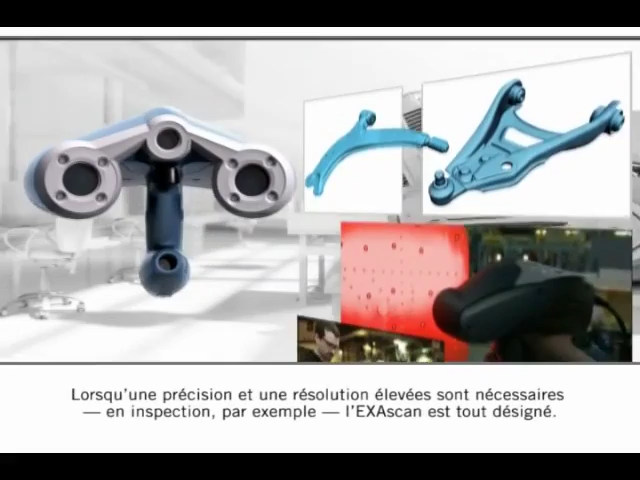 Lorsqu'une précision et une résolution élevées sont nécessaires
— en inspection, par exemple — l'EXAscan est tout désigné.